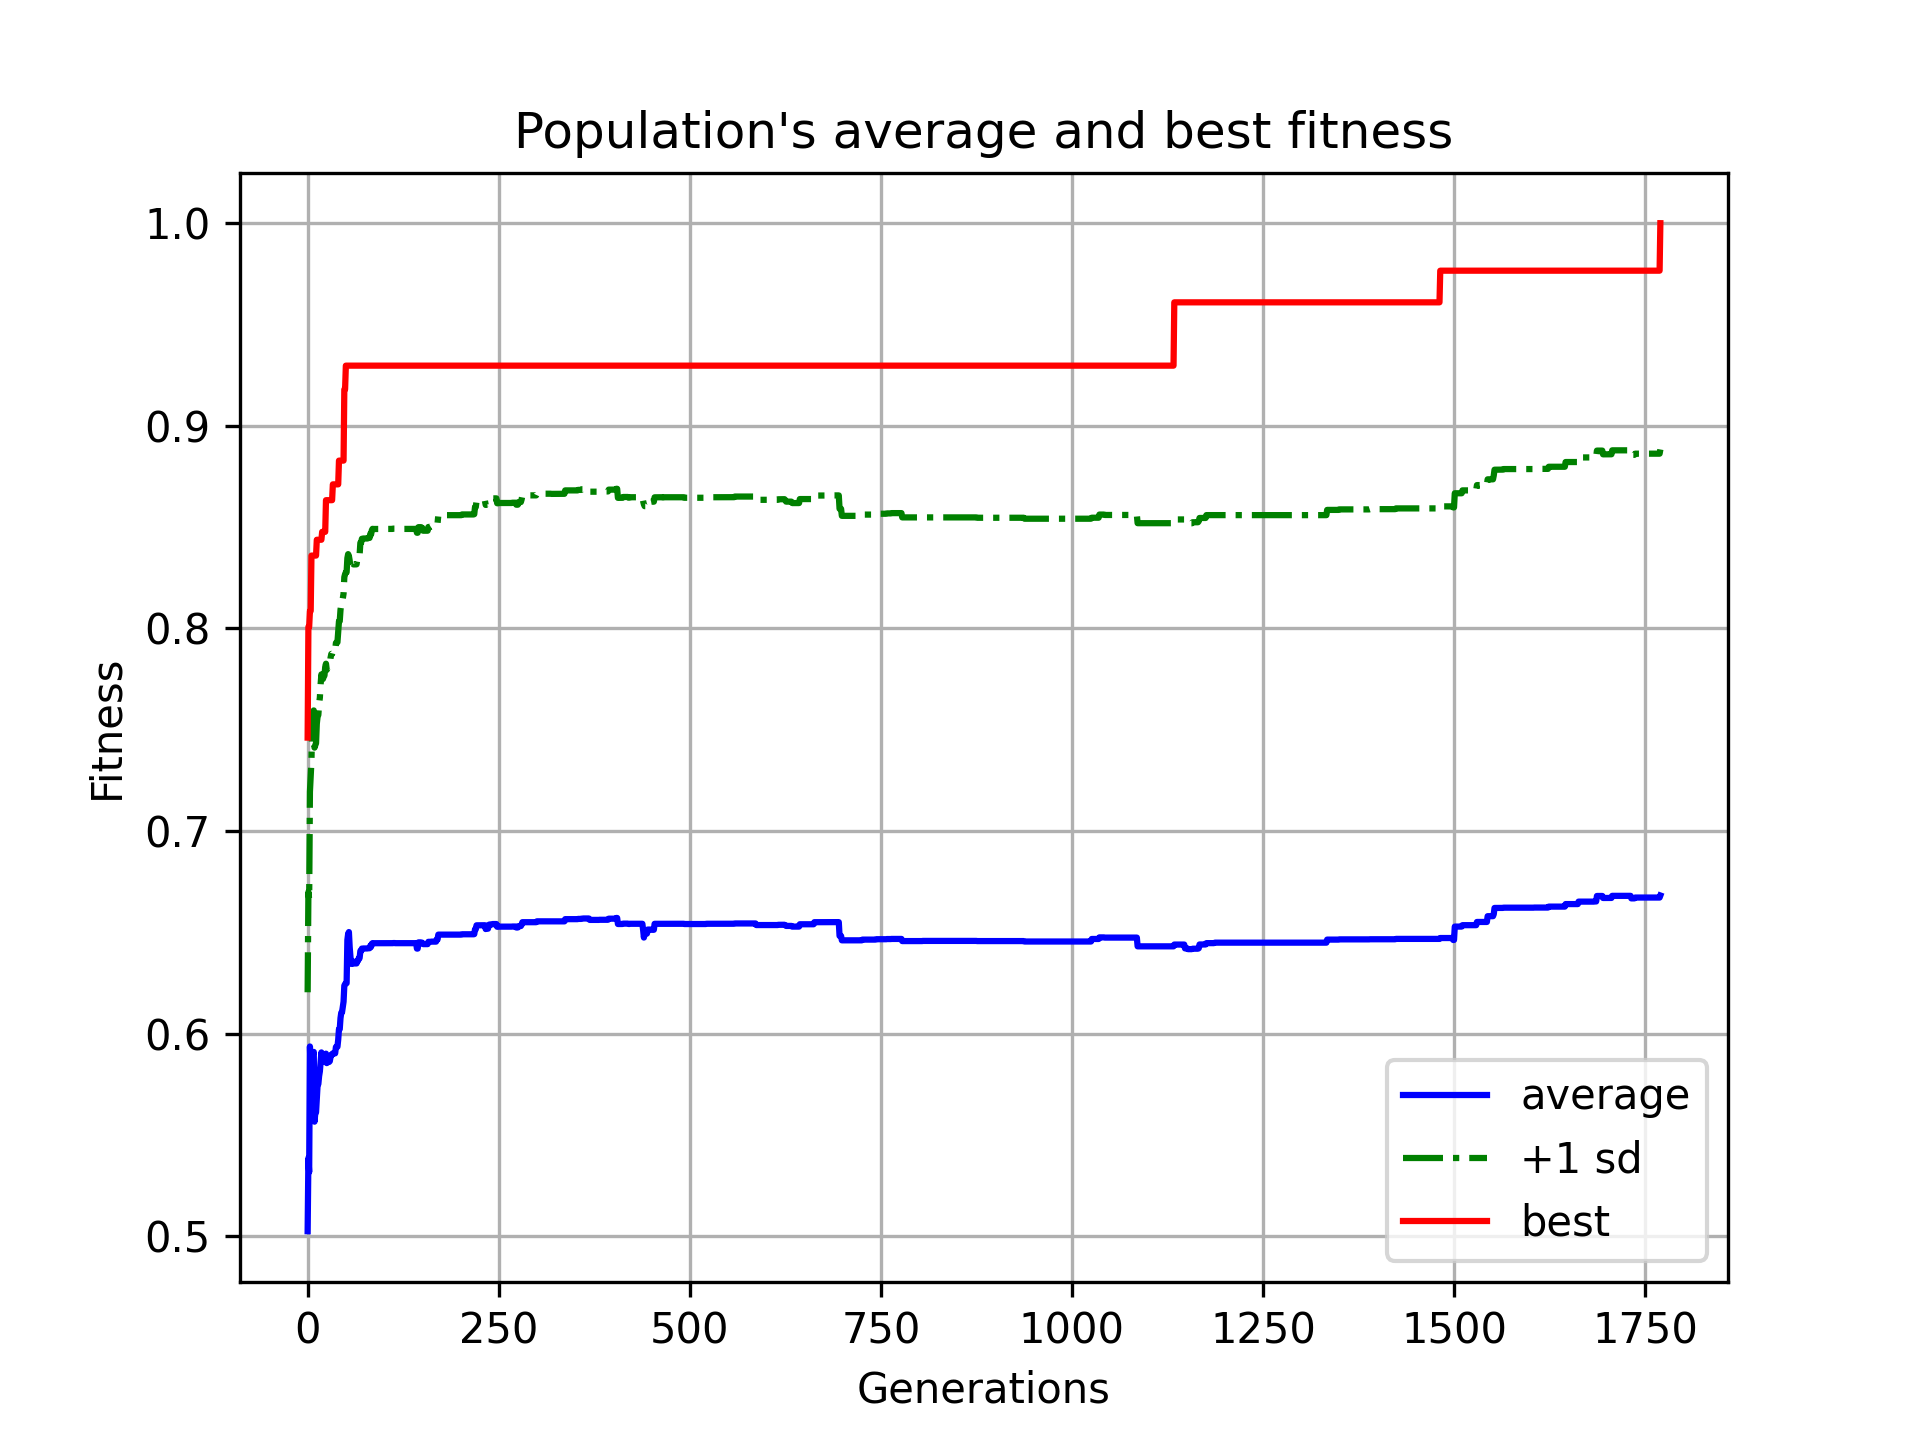 Population's average and best fitness
1.0
0.9
0.8
0.7
0.6
0.5
Fitness
0 250 500 750 1000 1250 1500 1750
Generations
average
+1 sd
best